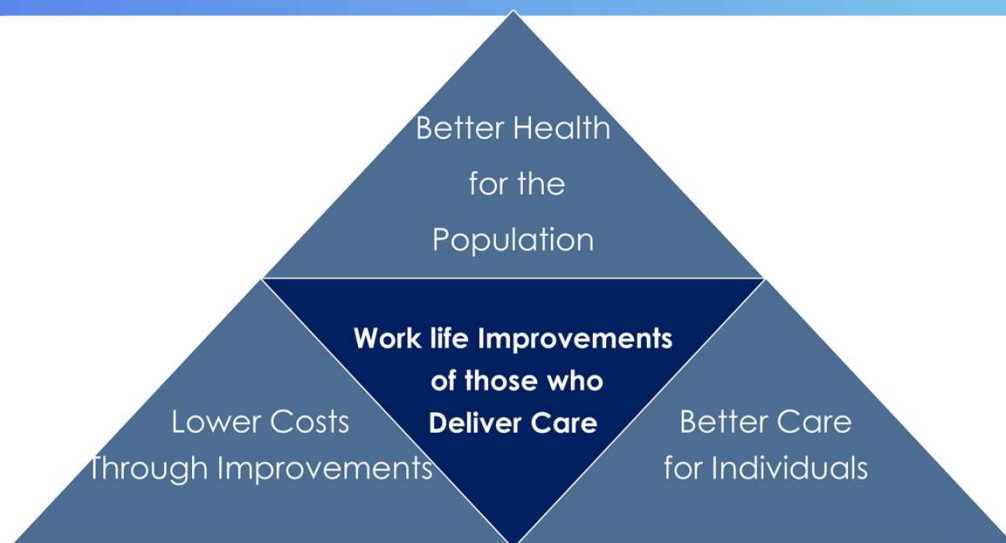 Better Health
for the
Population
Work life Improvements
of those who
Deliver Care
Lower Costs
Through Improvements
Better Care
for Individuals